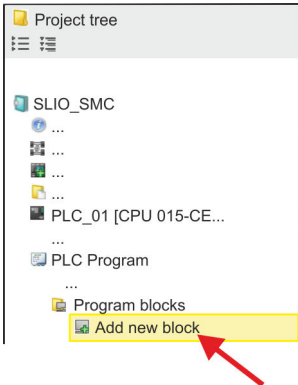 Project tree
SLIO_SMC
...
...
...
...
PLC_01 [CPU 015-CE...
...
PLC Program
...
Program blocks
Add new block